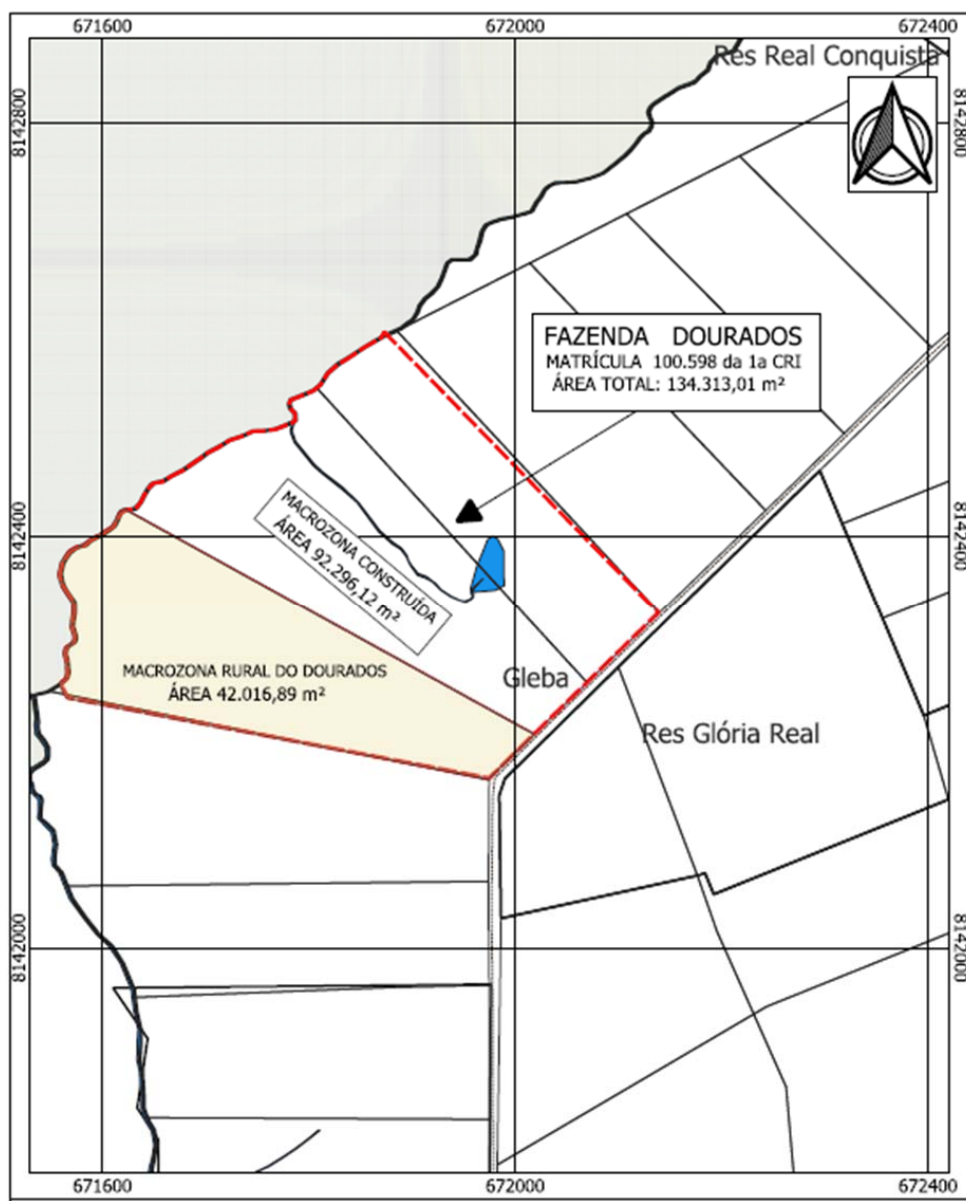 671600
672000
672400
Res Real Conquista
8142800
8142800
FAZENDA DOURADOS
MATRÍCULA 100.598 da 1a CRI
ÁREA TOTAL: 134.313,01 m²
MACROZONA CONSTRUÍDA
ÁREA 92.296,12 m²
8142400
8142400
MACROZONA RURAL DO DOURADOS
ÁREA 42.016,89 m²
Gleba
Res Glória Real
8142000
8142000
671600
672000
672400